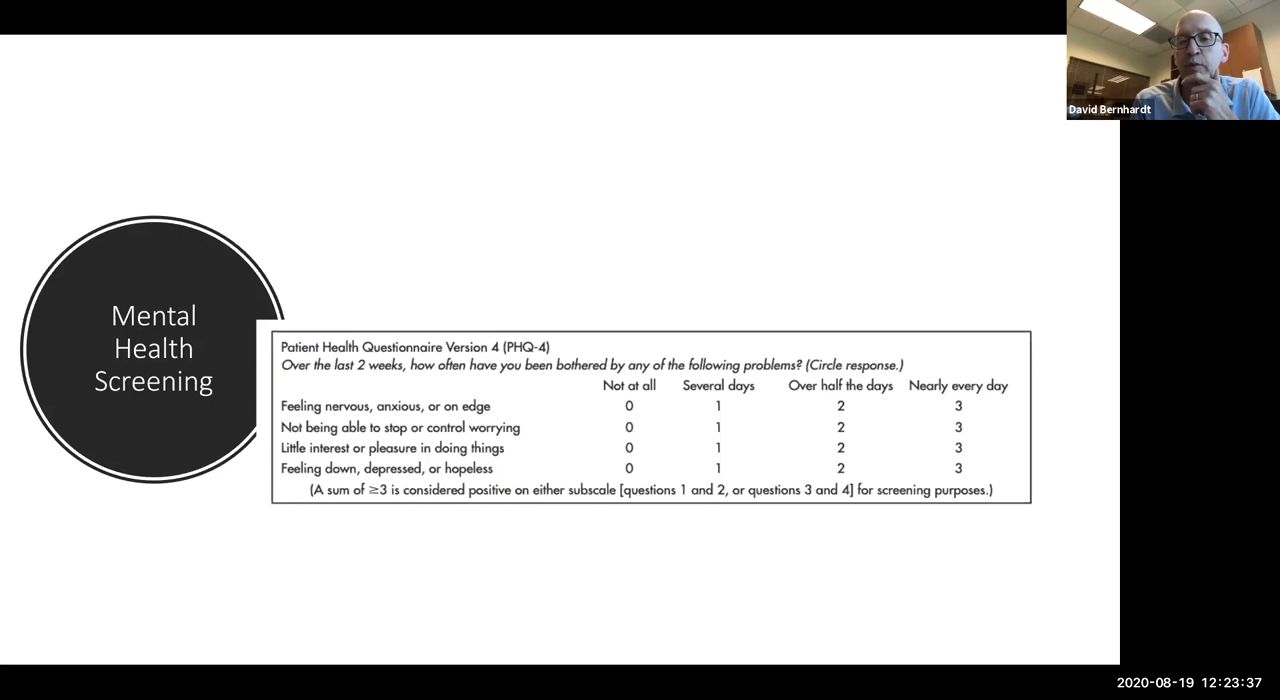 David Bernhardt
Mental
Health
Screening
Patient Health Questionnaire Version 4 (PHQ-4)
Over the last 2 weeks, how often have you been bothered by any of the following problems? (Circle response.)
Not at all Several days Over half the days Nearly every day
Feeling nervous, anxious, or on edge 0 1 2 3
Not being able to stop or control worrying 0 1 2 3
Little interest or pleasure in doing things 0 1 2 3
Feeling down, depressed, or hopeless 0 1 2 3
(A sum of ≥3 is considered positive on either subscale [questions 1 and 2, or questions 3 and 4] for screening purposes.)
2020-08-19 12:23:37